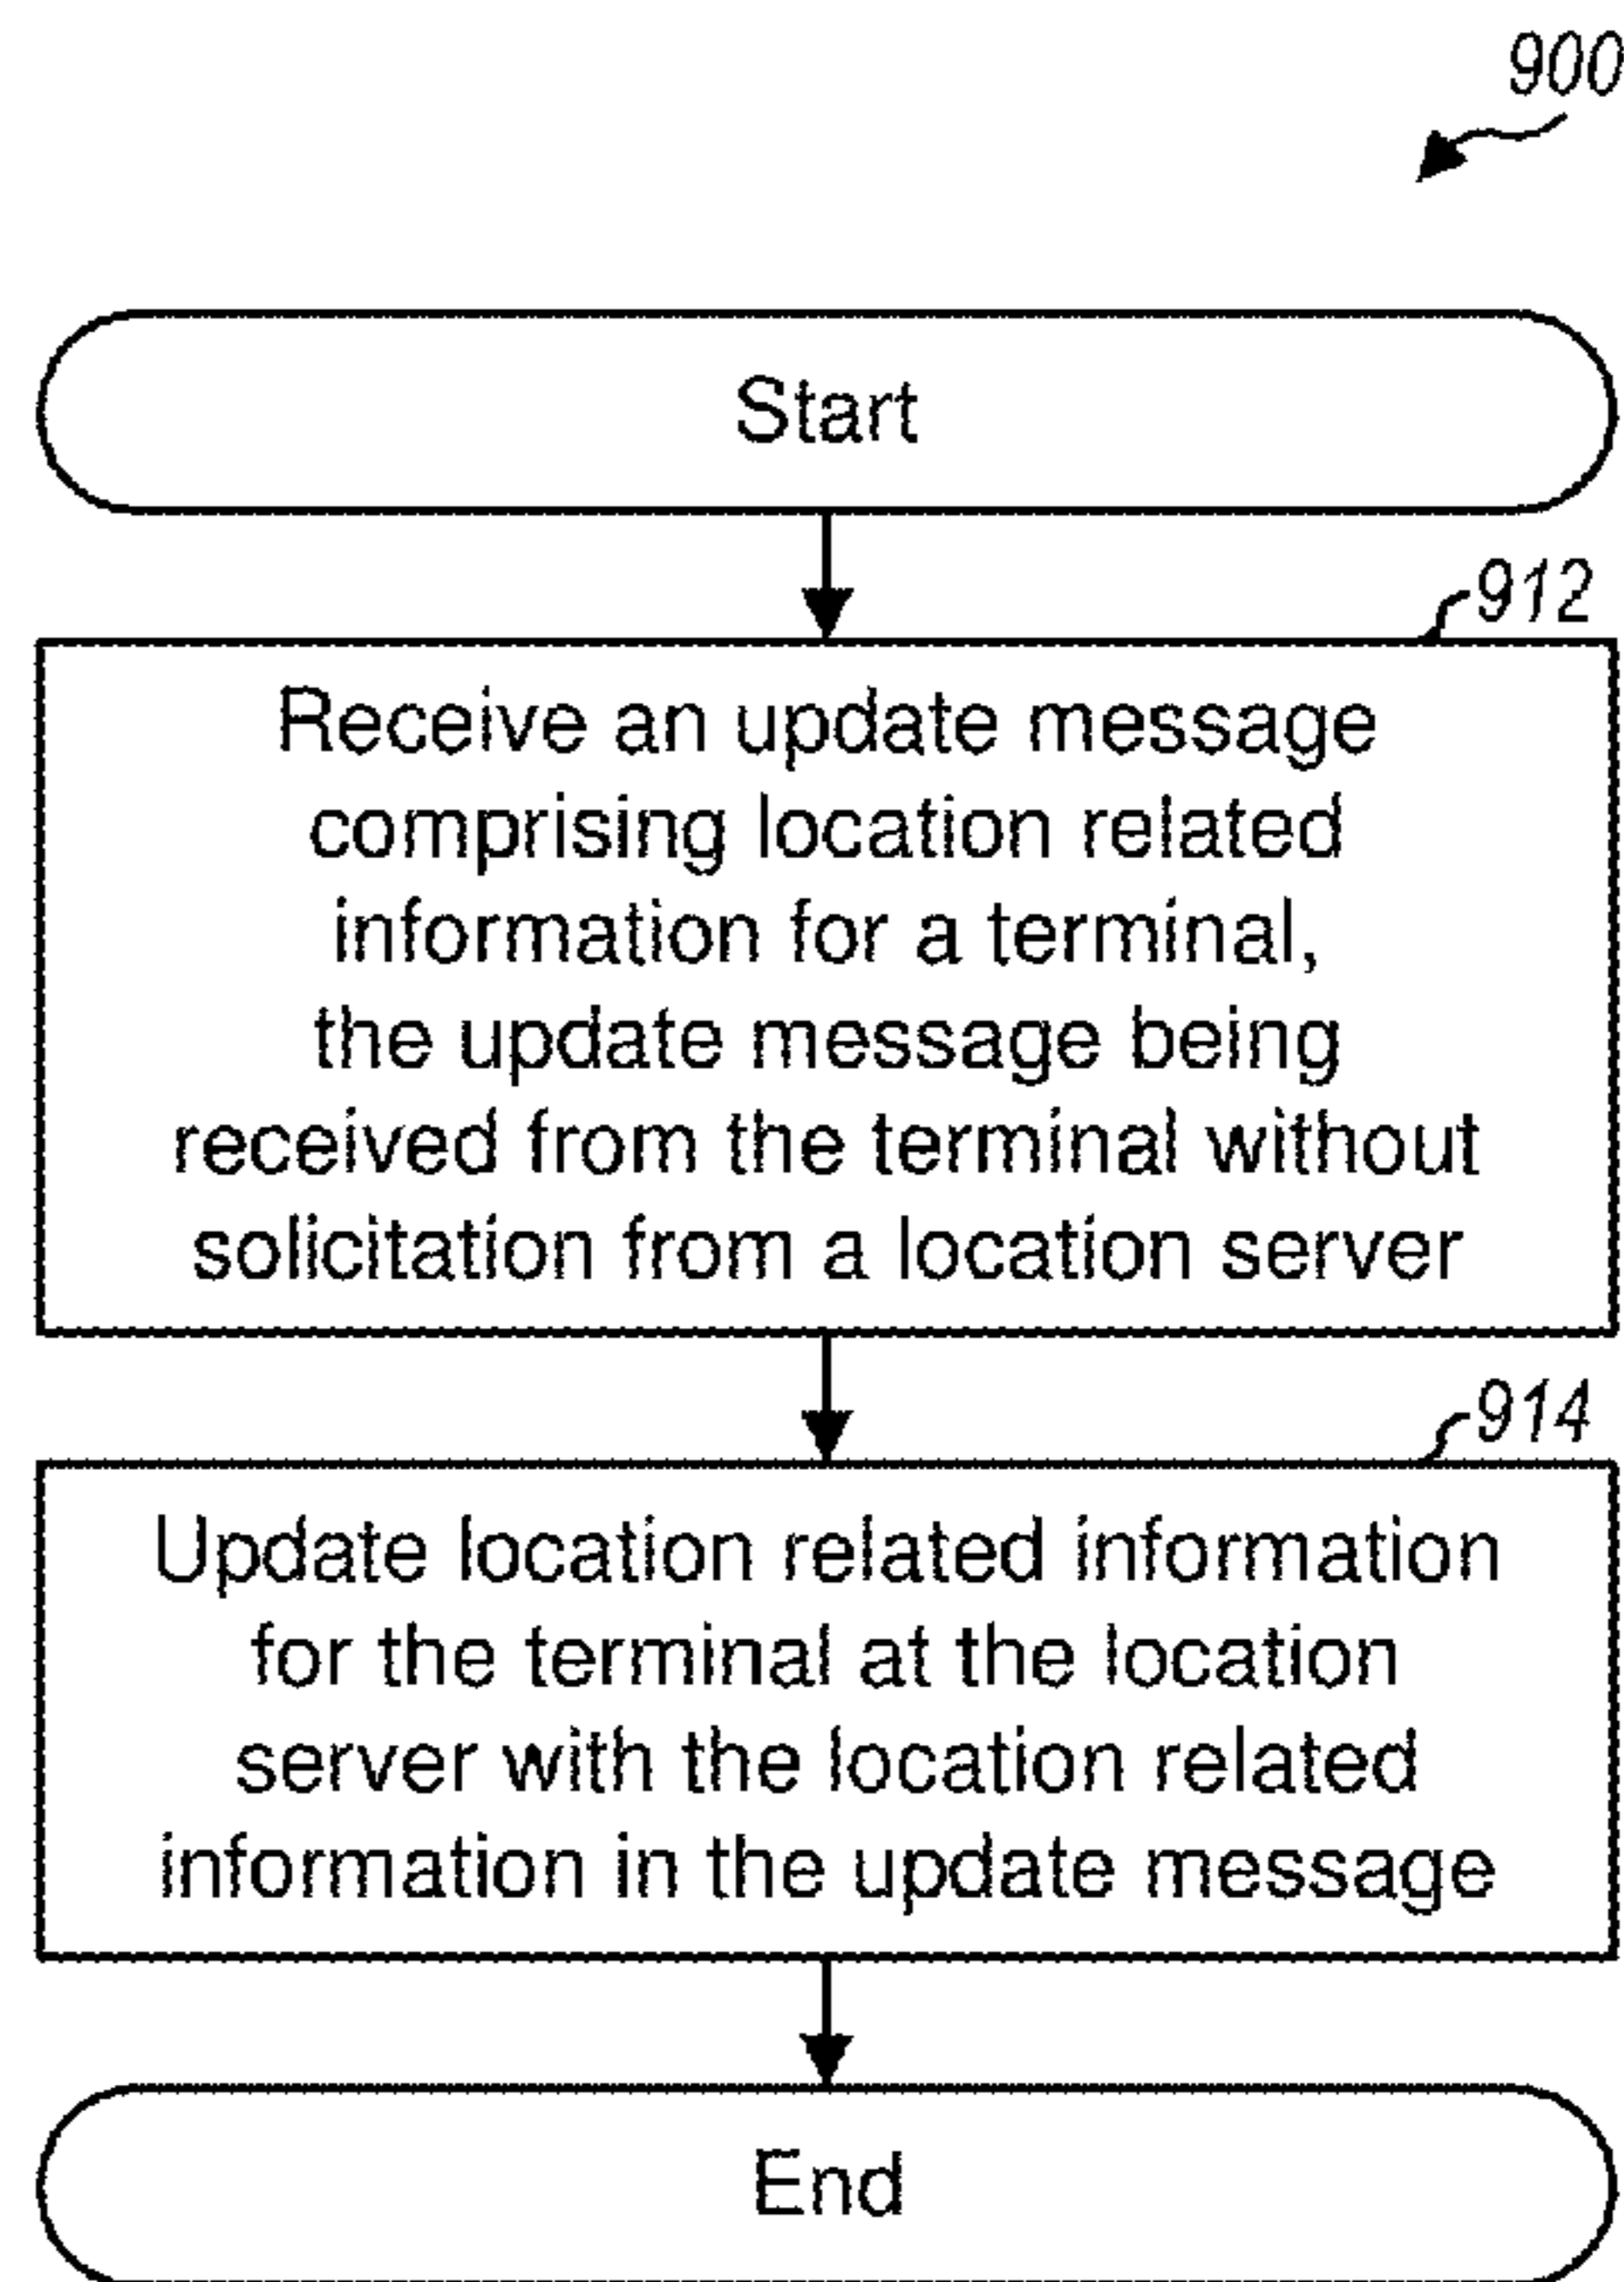 900
Start
912
Receive an update message
comprising location related
information for a terminal,
the update message being
received from the terminal without
solicitation from a location server
914
Update location related information
for the terminal at the location
server with the location related
information in the update message
End